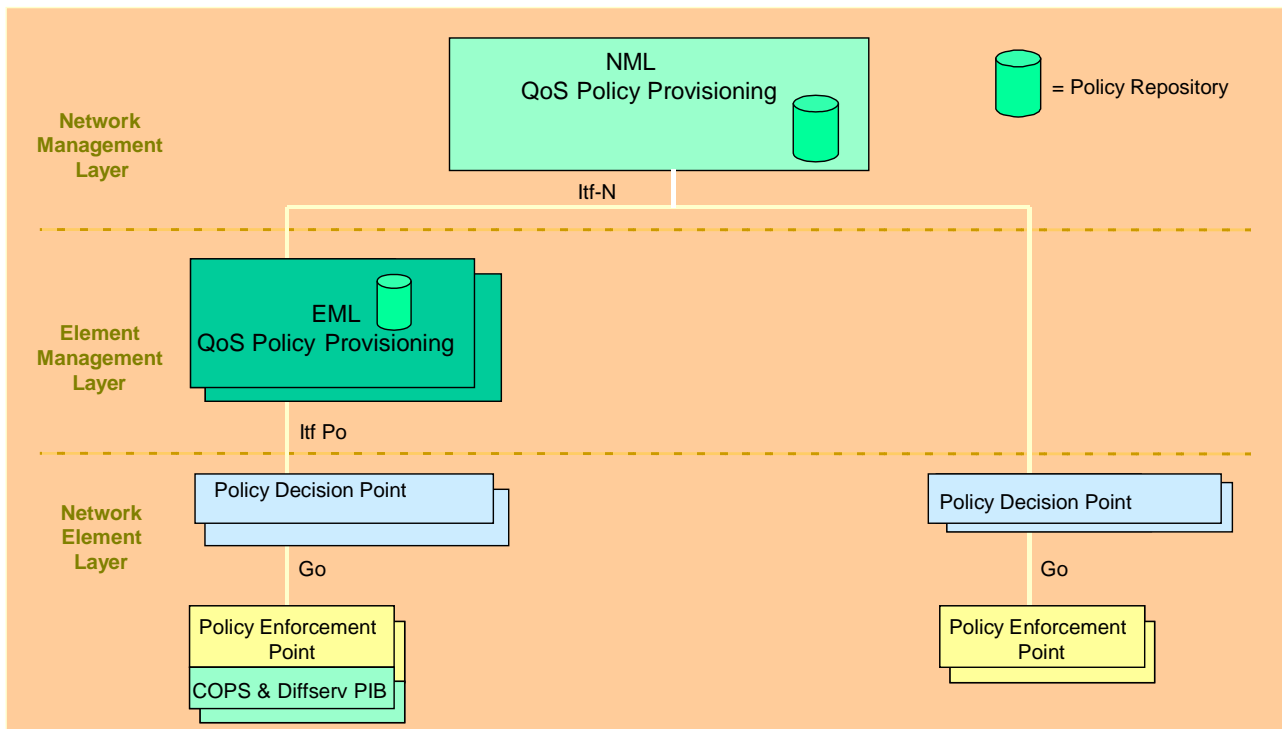 NML
QoS Policy Provisioning
= Policy Repository
Network
Management
Layer
Itf-N
EML
QoS Policy Provisioning
Element
Management
Layer
Itf Po
Policy Decision Point
Policy Decision Point
Network
Element
Layer
Go
Go
Policy Enforcement
Point
COPS & Diffserv PIB
Policy Enforcement
Point